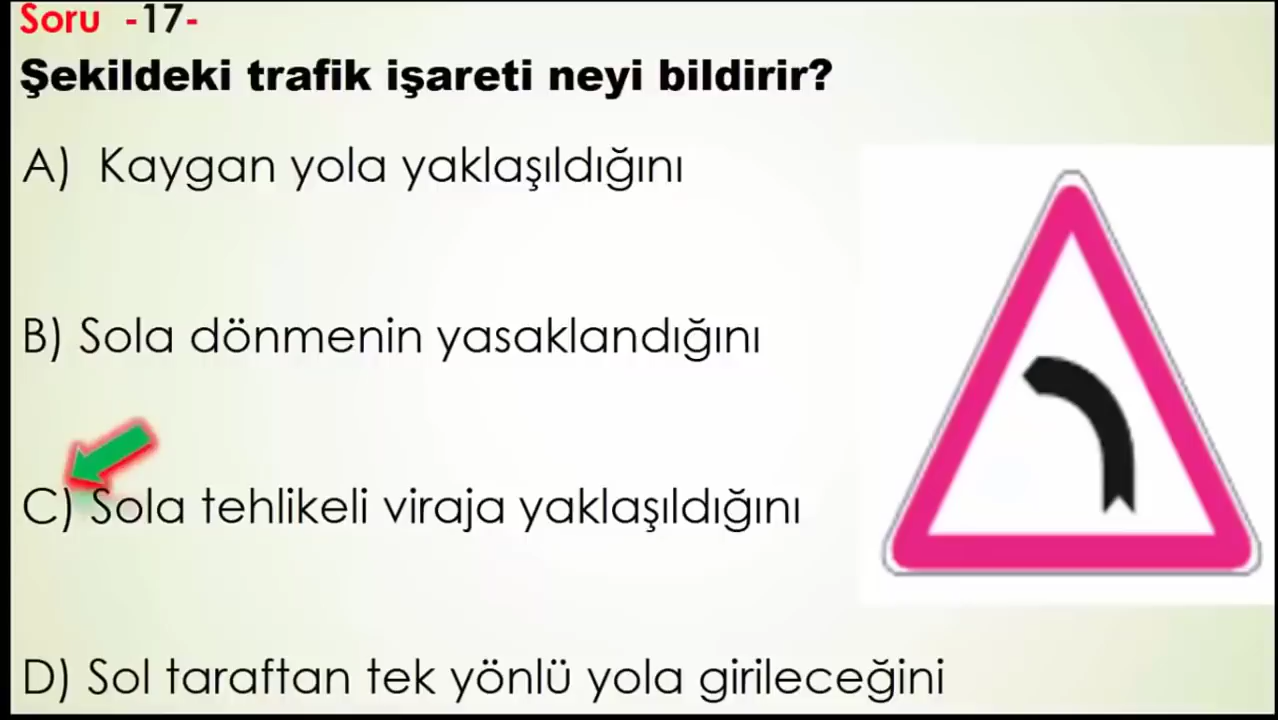 Soru -17-
Şekildeki trafik işareti neyi bildirir?
A) Kaygan yola yaklaşıldığını
B) Sola dönmenin yasaklandığını
C) Sola tehlikeli viraja yaklaşıldığını
D) Sol taraftan tek yönlü yola girileceğini